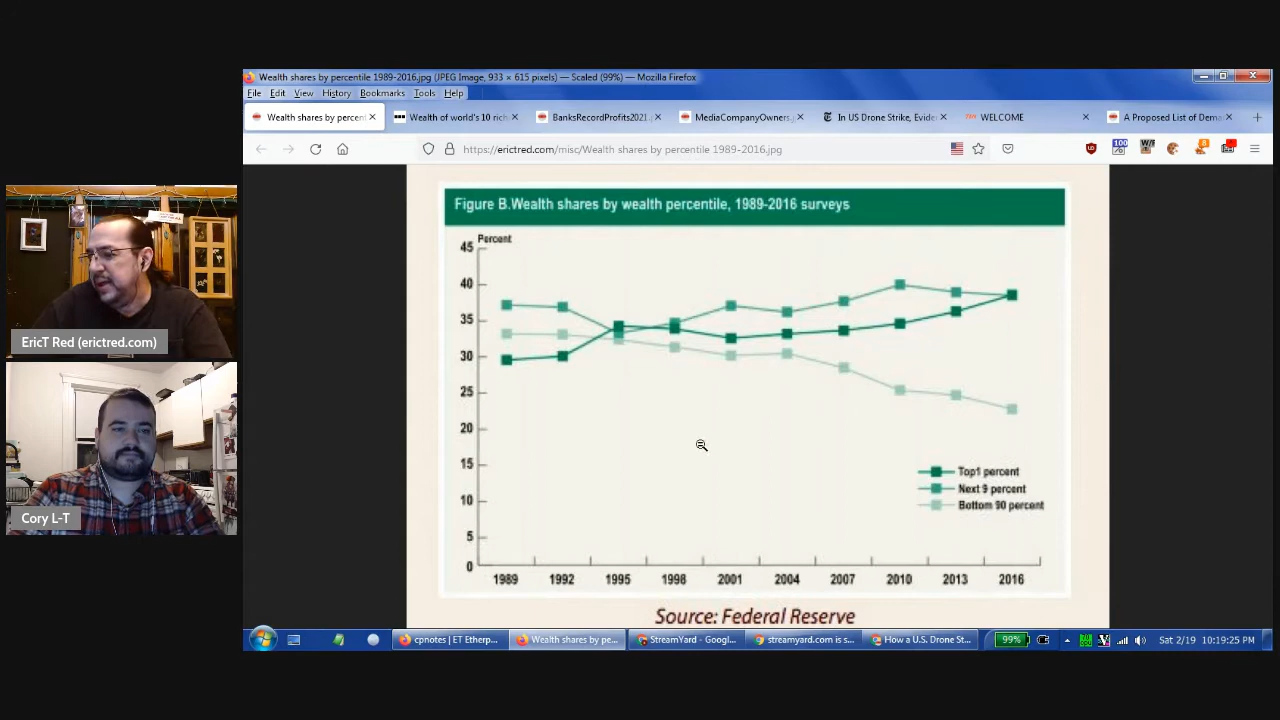 Wealth shares by percentile 1989-2016.jpg (JPEG Image, 933 × 615 pixels) — Scaled (99%) — Mozilla Firefox
File Edit View History Bookmarks Tools Help
Wealth shares by percent
Wealth of world's 10 rich
BanksRecordProfits2021.
MediaCompanyOwners.
In US Drone Strike, Evide
WELCOME
A Proposed List of Dema
https://erictred.com/misc/Wealth shares by percentile 1989-2016.jpg
100
8
Figure B.Wealth shares by wealth percentile, 1989-2016 surveys
Percent
45
40
35
30
25
20
15
10
5
0
1989 1992 1995 1998 2001 2004 2007 2010 2013 2016
Top1 percent
Next 9 percent
Bottom 90 percent
Source: Federal Reserve
EricT Red (erictred.com)
Cory L-T
cpnotes | ET Etherp...
Wealth shares by pe...
StreamYard - Googl...
streamyard.com is s...
How a U.S. Drone St...
99%
Sat 2/19 10:19:25 PM